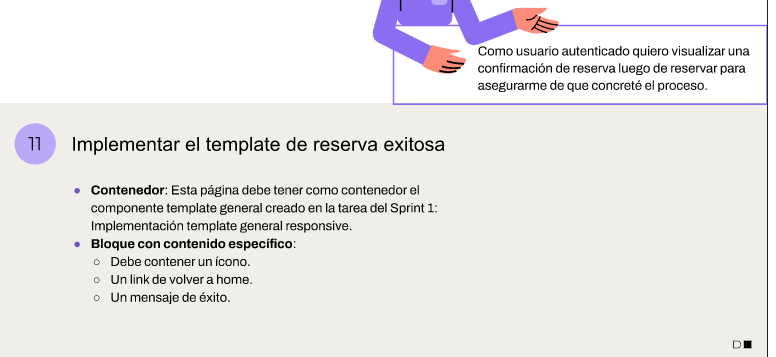 Como usuario autenticado quiero visualizar una
confirmación de reserva luego de reservar para
asegurarme de que concreté el proceso.
11
Implementar el template de reserva exitosa
● Contenedor: Esta página debe tener como contenedor el
componente template general creado en la tarea del Sprint 1:
Implementación template general responsive.
● Bloque con contenido específico:
○ Debe contener un ícono.
○ Un link de volver a home.
○ Un mensaje de éxito.